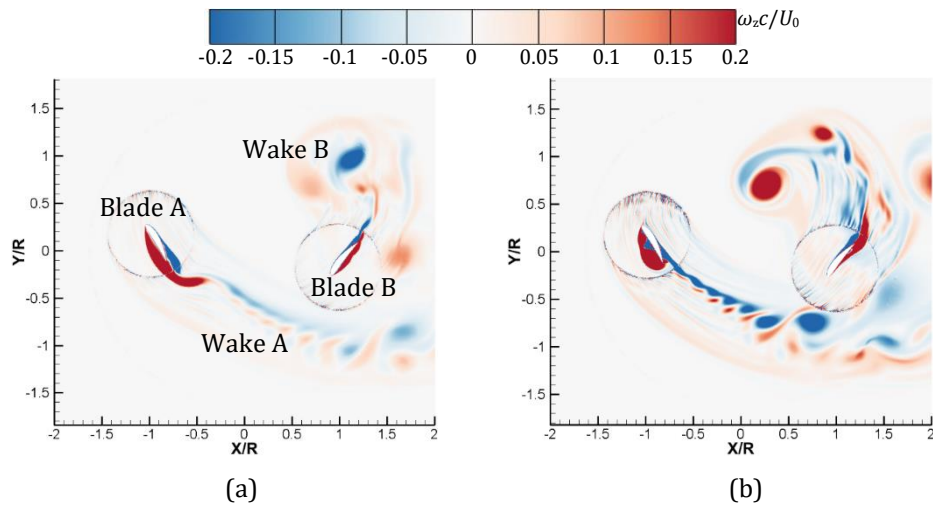 ω_z c/U_0
-0.2 -0.15 -0.1 -0.05 0 0.05 0.1 0.15 0.2
1.5
1
0.5
0
-0.5
-1
-1.5
Y/R
Wake B
Blade A
Blade B
Wake A
-2 -1.5 -1 -0.5 0 0.5 1 1.5 2
X/R
(a)
1.5
1
0.5
0
-0.5
-1
-1.5
Y/R
-2 -1.5 -1 -0.5 0 0.5 1 1.5 2
X/R
(b)